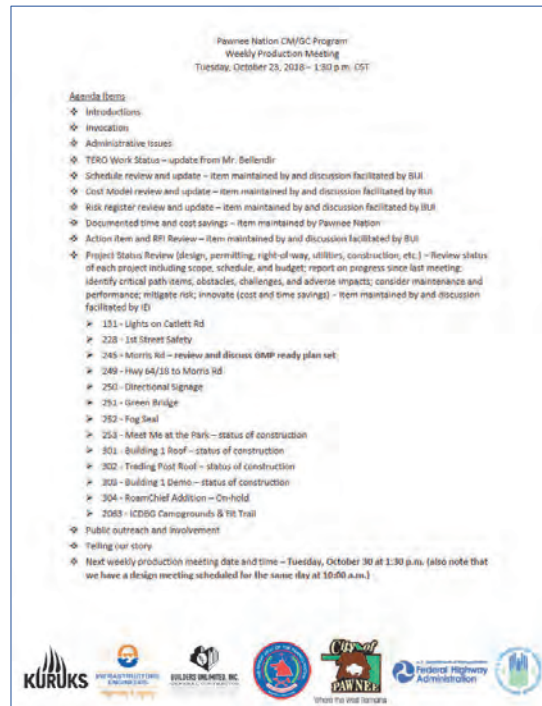 Pawnee Nation CM/GC Program
Weekly Production Meeting
Tuesday, October 23, 2018 – 1:30 p.m. CST
Agenda Items
❖ Introductions
❖ Invocation
❖ Administrative Issues
❖ TERO Work Status – update from Mr. Bellendir
❖ Schedule review and update – item maintained by and discussion facilitated by BUI
❖ Cost Model review and update – item maintained by and discussion facilitated by BUI
❖ Risk register review and update – item maintained by and discussion facilitated by BUI
❖ Documented time and cost savings – item maintained by Pawnee Nation
❖ Action item and RFI Review – item maintained by and discussion facilitated by BUI
❖ Project Status Review (design, permitting, right-of-way, utilities, construction, etc.) – Review status
of each project including scope, schedule, and budget; report on progress since last meeting;
identify critical path items, obstacles, challenges, and adverse impacts; consider maintenance and
performance; mitigate risk; innovate (cost and time savings) – item maintained by and discussion
facilitated by IEI
➢ 131 - Lights on Catlett Rd
➢ 228 - 1st Street Safety
➢ 245 - Morris Rd – review and discuss GMP ready plan set
➢ 249 - Hwy 64/18 to Morris Rd
➢ 250 - Directional Signage
➢ 251 - Green Bridge
➢ 252 - Fog Seal
➢ 253 - Meet Me at the Park – status of construction
➢ 301 - Building 1 Roof – status of construction
➢ 302 - Trading Post Roof – status of construction
➢ 303 - Building 1 Demo – status of construction
➢ 304 - RoamChief Addition – On-hold
➢ 2063 - ICDBG Campgrounds & Fit Trail
❖ Public outreach and involvement
❖ Telling our story
❖ Next weekly production meeting date and time – Tuesday, October 30 at 1:30 p.m. (also note that
we have a design meeting scheduled for the same day at 10:00 a.m.)
KURUKS
INFRASTRUCTURE
ENGINEERS
BUILDERS UNLIMITED, INC.
City of
PAWNEE
Where the West Remains
U.S. Department of Transportation
Federal Highway
Administration